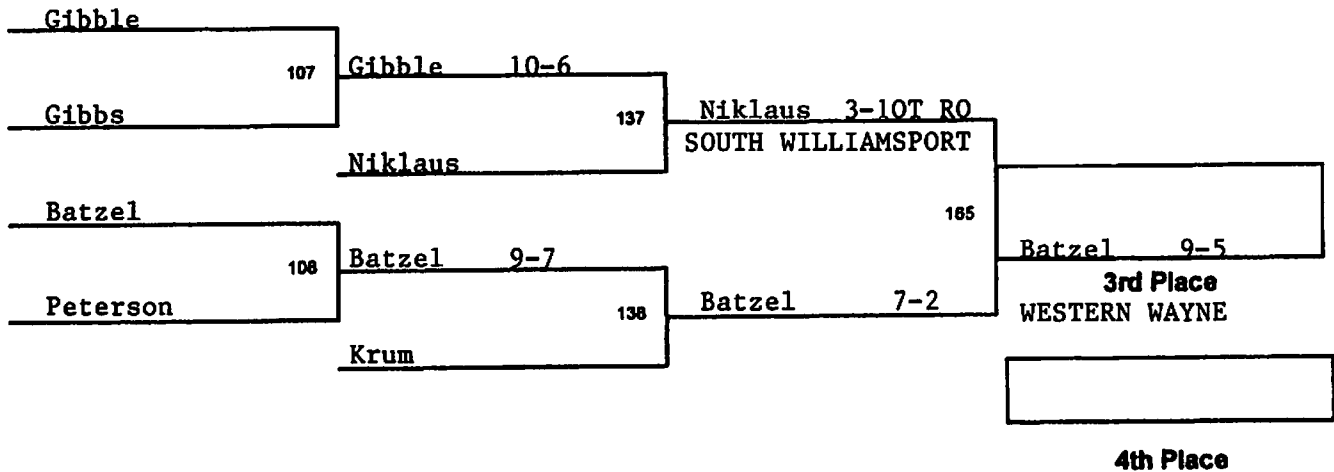 Gibble
107 Gibble 10-6
Gibbs
137 Niklaus 3-1OT RO
SOUTH WILLIAMSPORT
Niklaus
Batzel
165
108 Batzel 9-7
Batzel 9-5
3rd Place
Peterson
138 Batzel 7-2
WESTERN WAYNE
Krum
4th Place